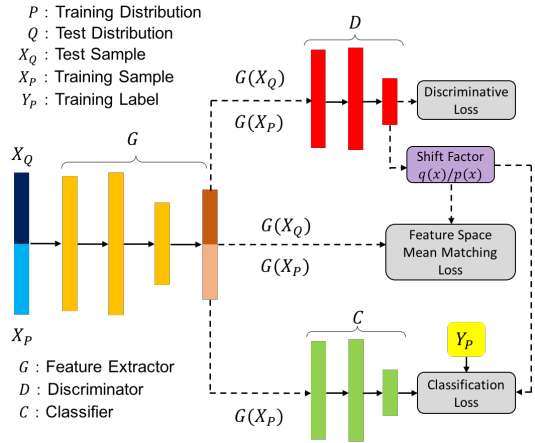 P : Training Distribution
Q : Test Distribution
X_Q : Test Sample
X_P : Training Sample
Y_P : Training Label
D
G(X_Q)
G(X_P)
Discriminative
Loss
G
X_Q
Shift Factor
q(x)/p(x)
G(X_Q)
G(X_P)
Feature Space
Mean Matching
Loss
X_P
C
Y_P
G : Feature Extractor
D : Discriminator
C : Classifier
G(X_P)
Classification
Loss